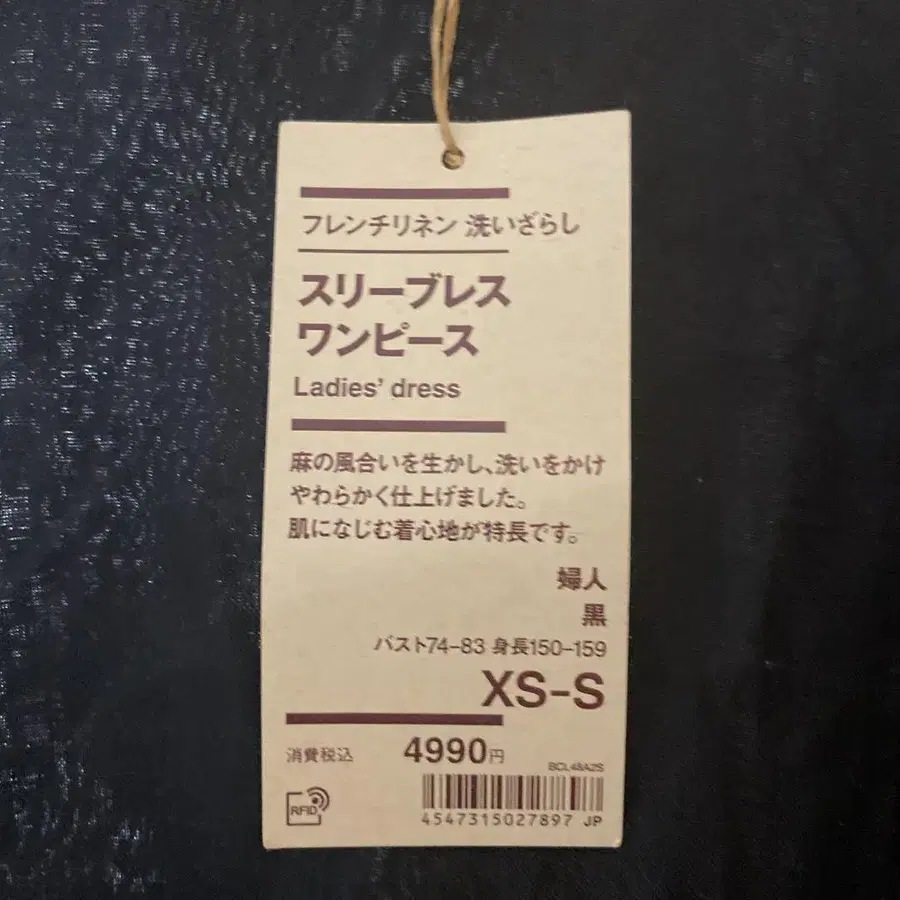 フレンチリネン 洗いざらし
スリーブレス
ワンピース
Ladies' dress
麻の風合いを生かし、洗いをかけ
やわらかく仕上げました。
肌になじむ着心地が特長です。
婦人
黒
バスト74-83 身長150-159
XS-S
消費税込 4990円
BCL48A2S
RFID
4547315027897 JP